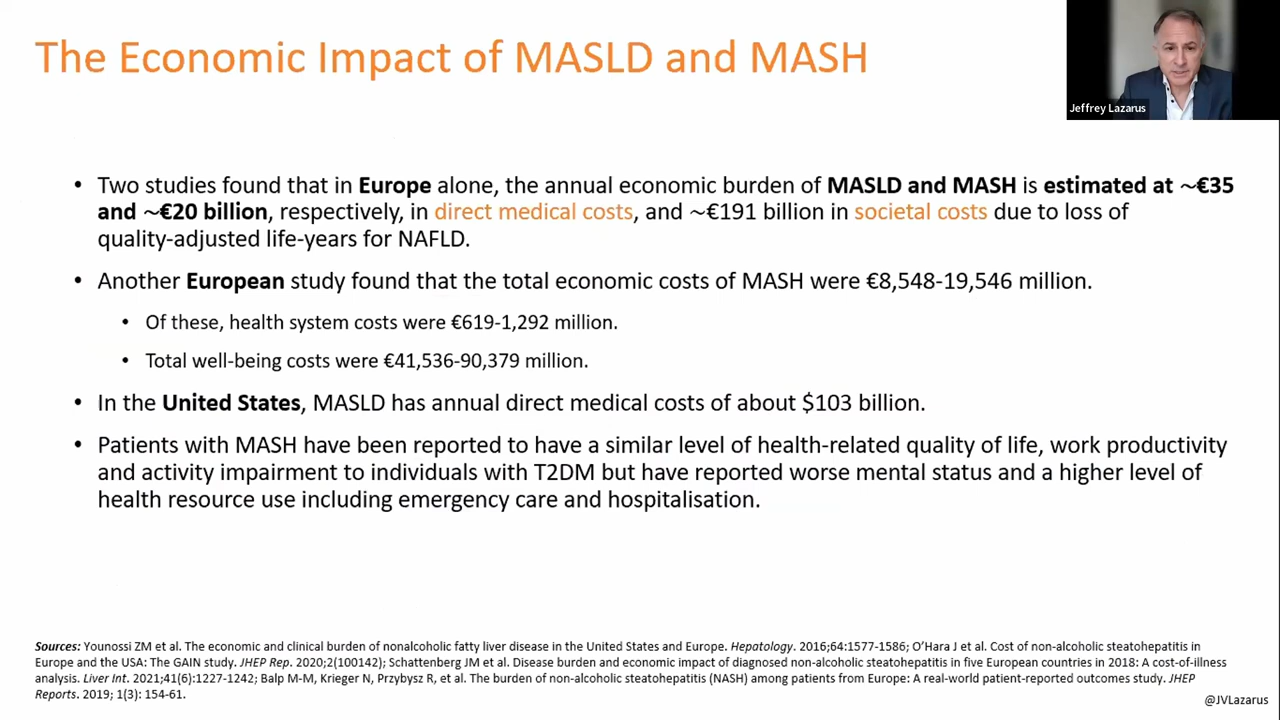 The Economic Impact of MASLD and MASH
Jeffrey Lazarus
• Two studies found that in Europe alone, the annual economic burden of MASLD and MASH is estimated at ~€35
and ~€20 billion, respectively, in direct medical costs, and ~€191 billion in societal costs due to loss of
quality-adjusted life-years for NAFLD.
• Another European study found that the total economic costs of MASH were €8,548-19,546 million.
• Of these, health system costs were €619-1,292 million.
• Total well-being costs were €41,536-90,379 million.
• In the United States, MASLD has annual direct medical costs of about $103 billion.
• Patients with MASH have been reported to have a similar level of health-related quality of life, work productivity
and activity impairment to individuals with T2DM but have reported worse mental status and a higher level of
health resource use including emergency care and hospitalisation.
Sources: Younossi ZM et al. The economic and clinical burden of nonalcoholic fatty liver disease in the United States and Europe. Hepatology. 2016;64:1577-1586; O’Hara J et al. Cost of non-alcoholic steatohepatitis in
Europe and the USA: The GAIN study. JHEP Rep. 2020;2(100142); Schattenberg JM et al. Disease burden and economic impact of diagnosed non-alcoholic steatohepatitis in five European countries in 2018: A cost-of-illness
analysis. Liver Int. 2021;41(6):1227-1242; Balp M-M, Krieger N, Przybysz R, et al. The burden of non-alcoholic steatohepatitis (NASH) among patients from Europe: A real-world patient-reported outcomes study. JHEP
Reports. 2019; 1(3): 154-61.
@JVLazarus